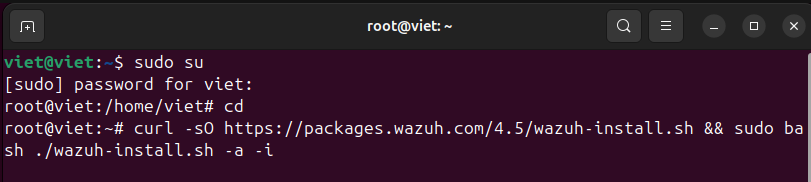 root@viet: ~
viet@viet:~$ sudo su
[sudo] password for viet:
root@viet:/home/viet# cd
root@viet:~# curl -sO https://packages.wazuh.com/4.5/wazuh-install.sh && sudo ba
sh ./wazuh-install.sh -a -i